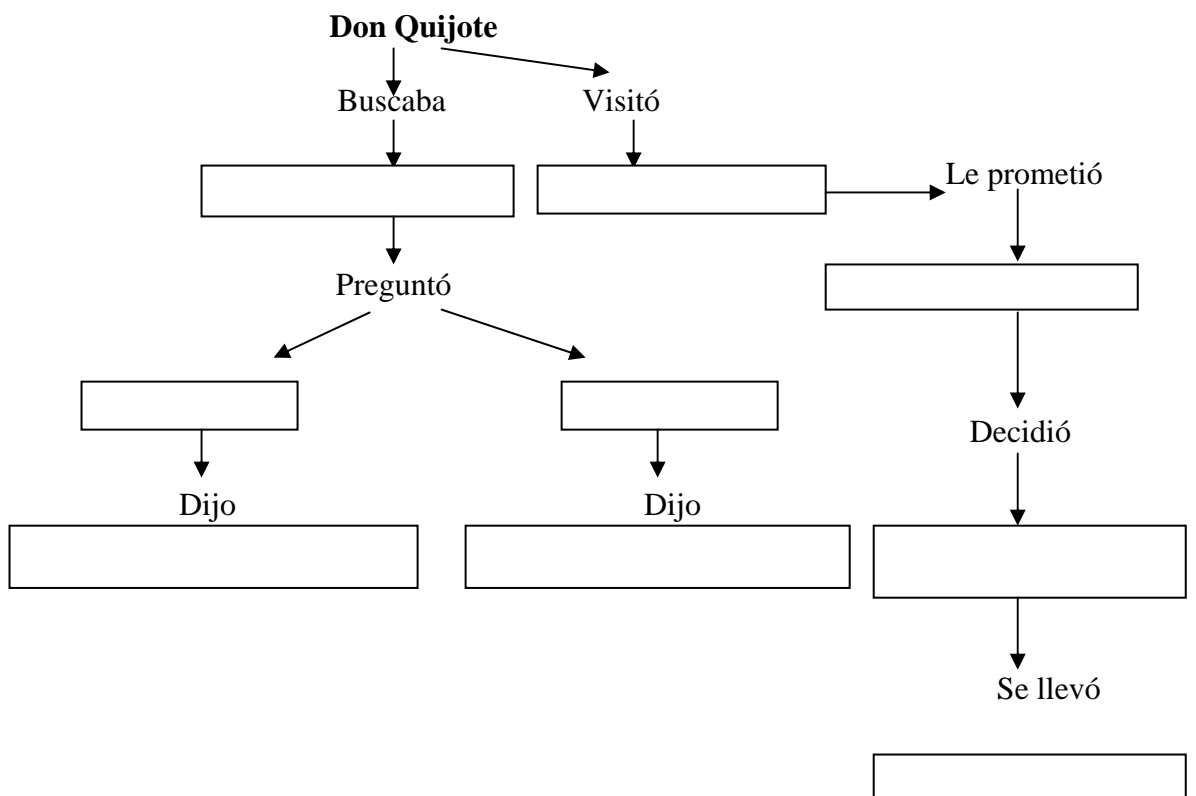 Don Quijote
Buscaba
Visitó
Le prometió
Preguntó
Decidió
Dijo
Dijo
Se llevó